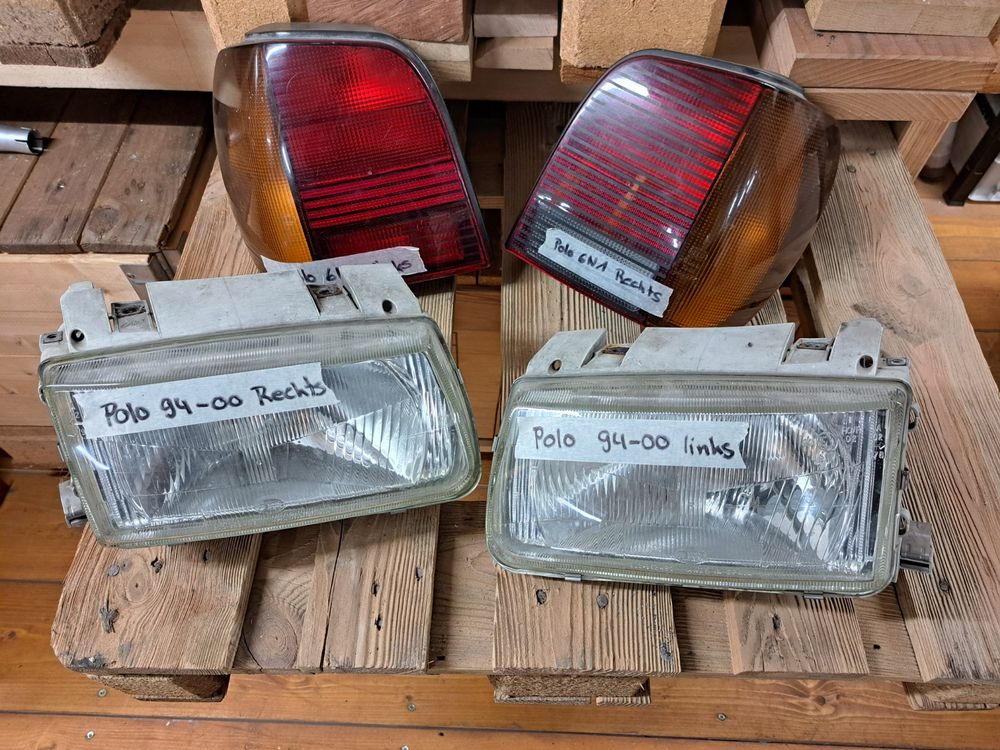 Polo 6N1 Rechts
Polo 94-00 Rechts
Polo 94-00 links